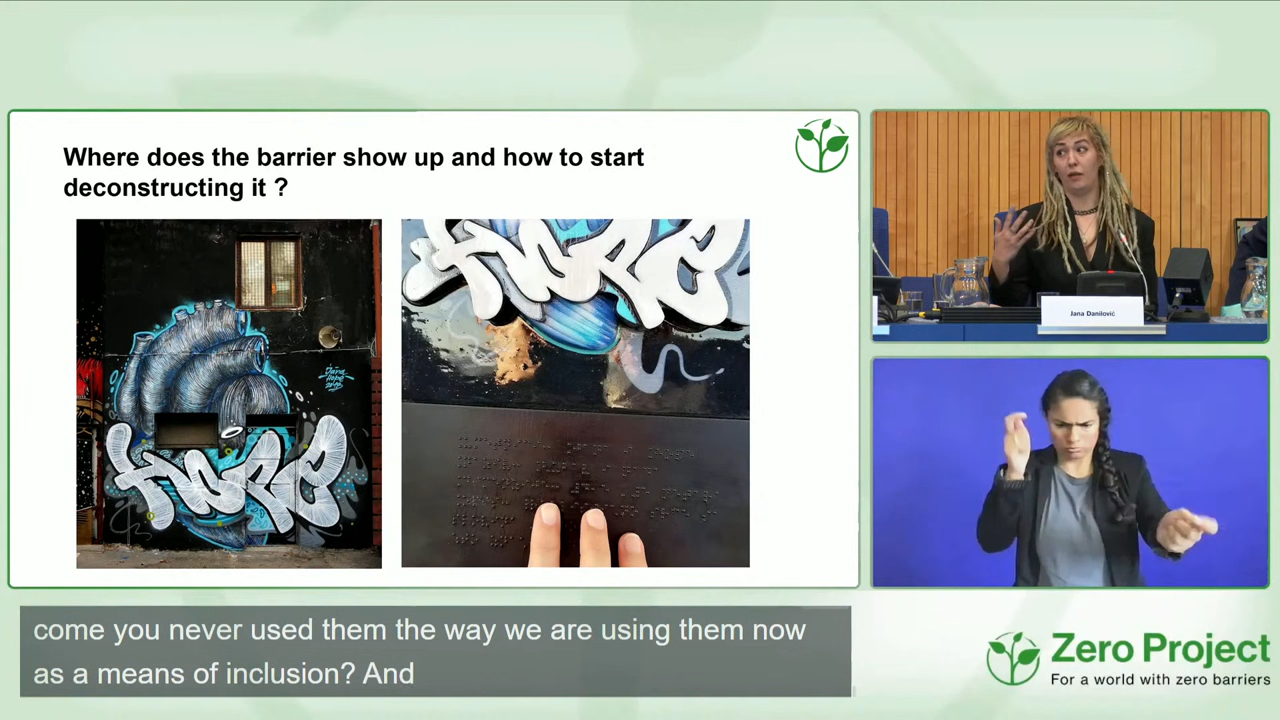 Where does the barrier show up and how to start
deconstructing it ?
Jana Danilović
come you never used them the way we are using them now
as a means of inclusion? And
Zero Project
For a world with zero barriers